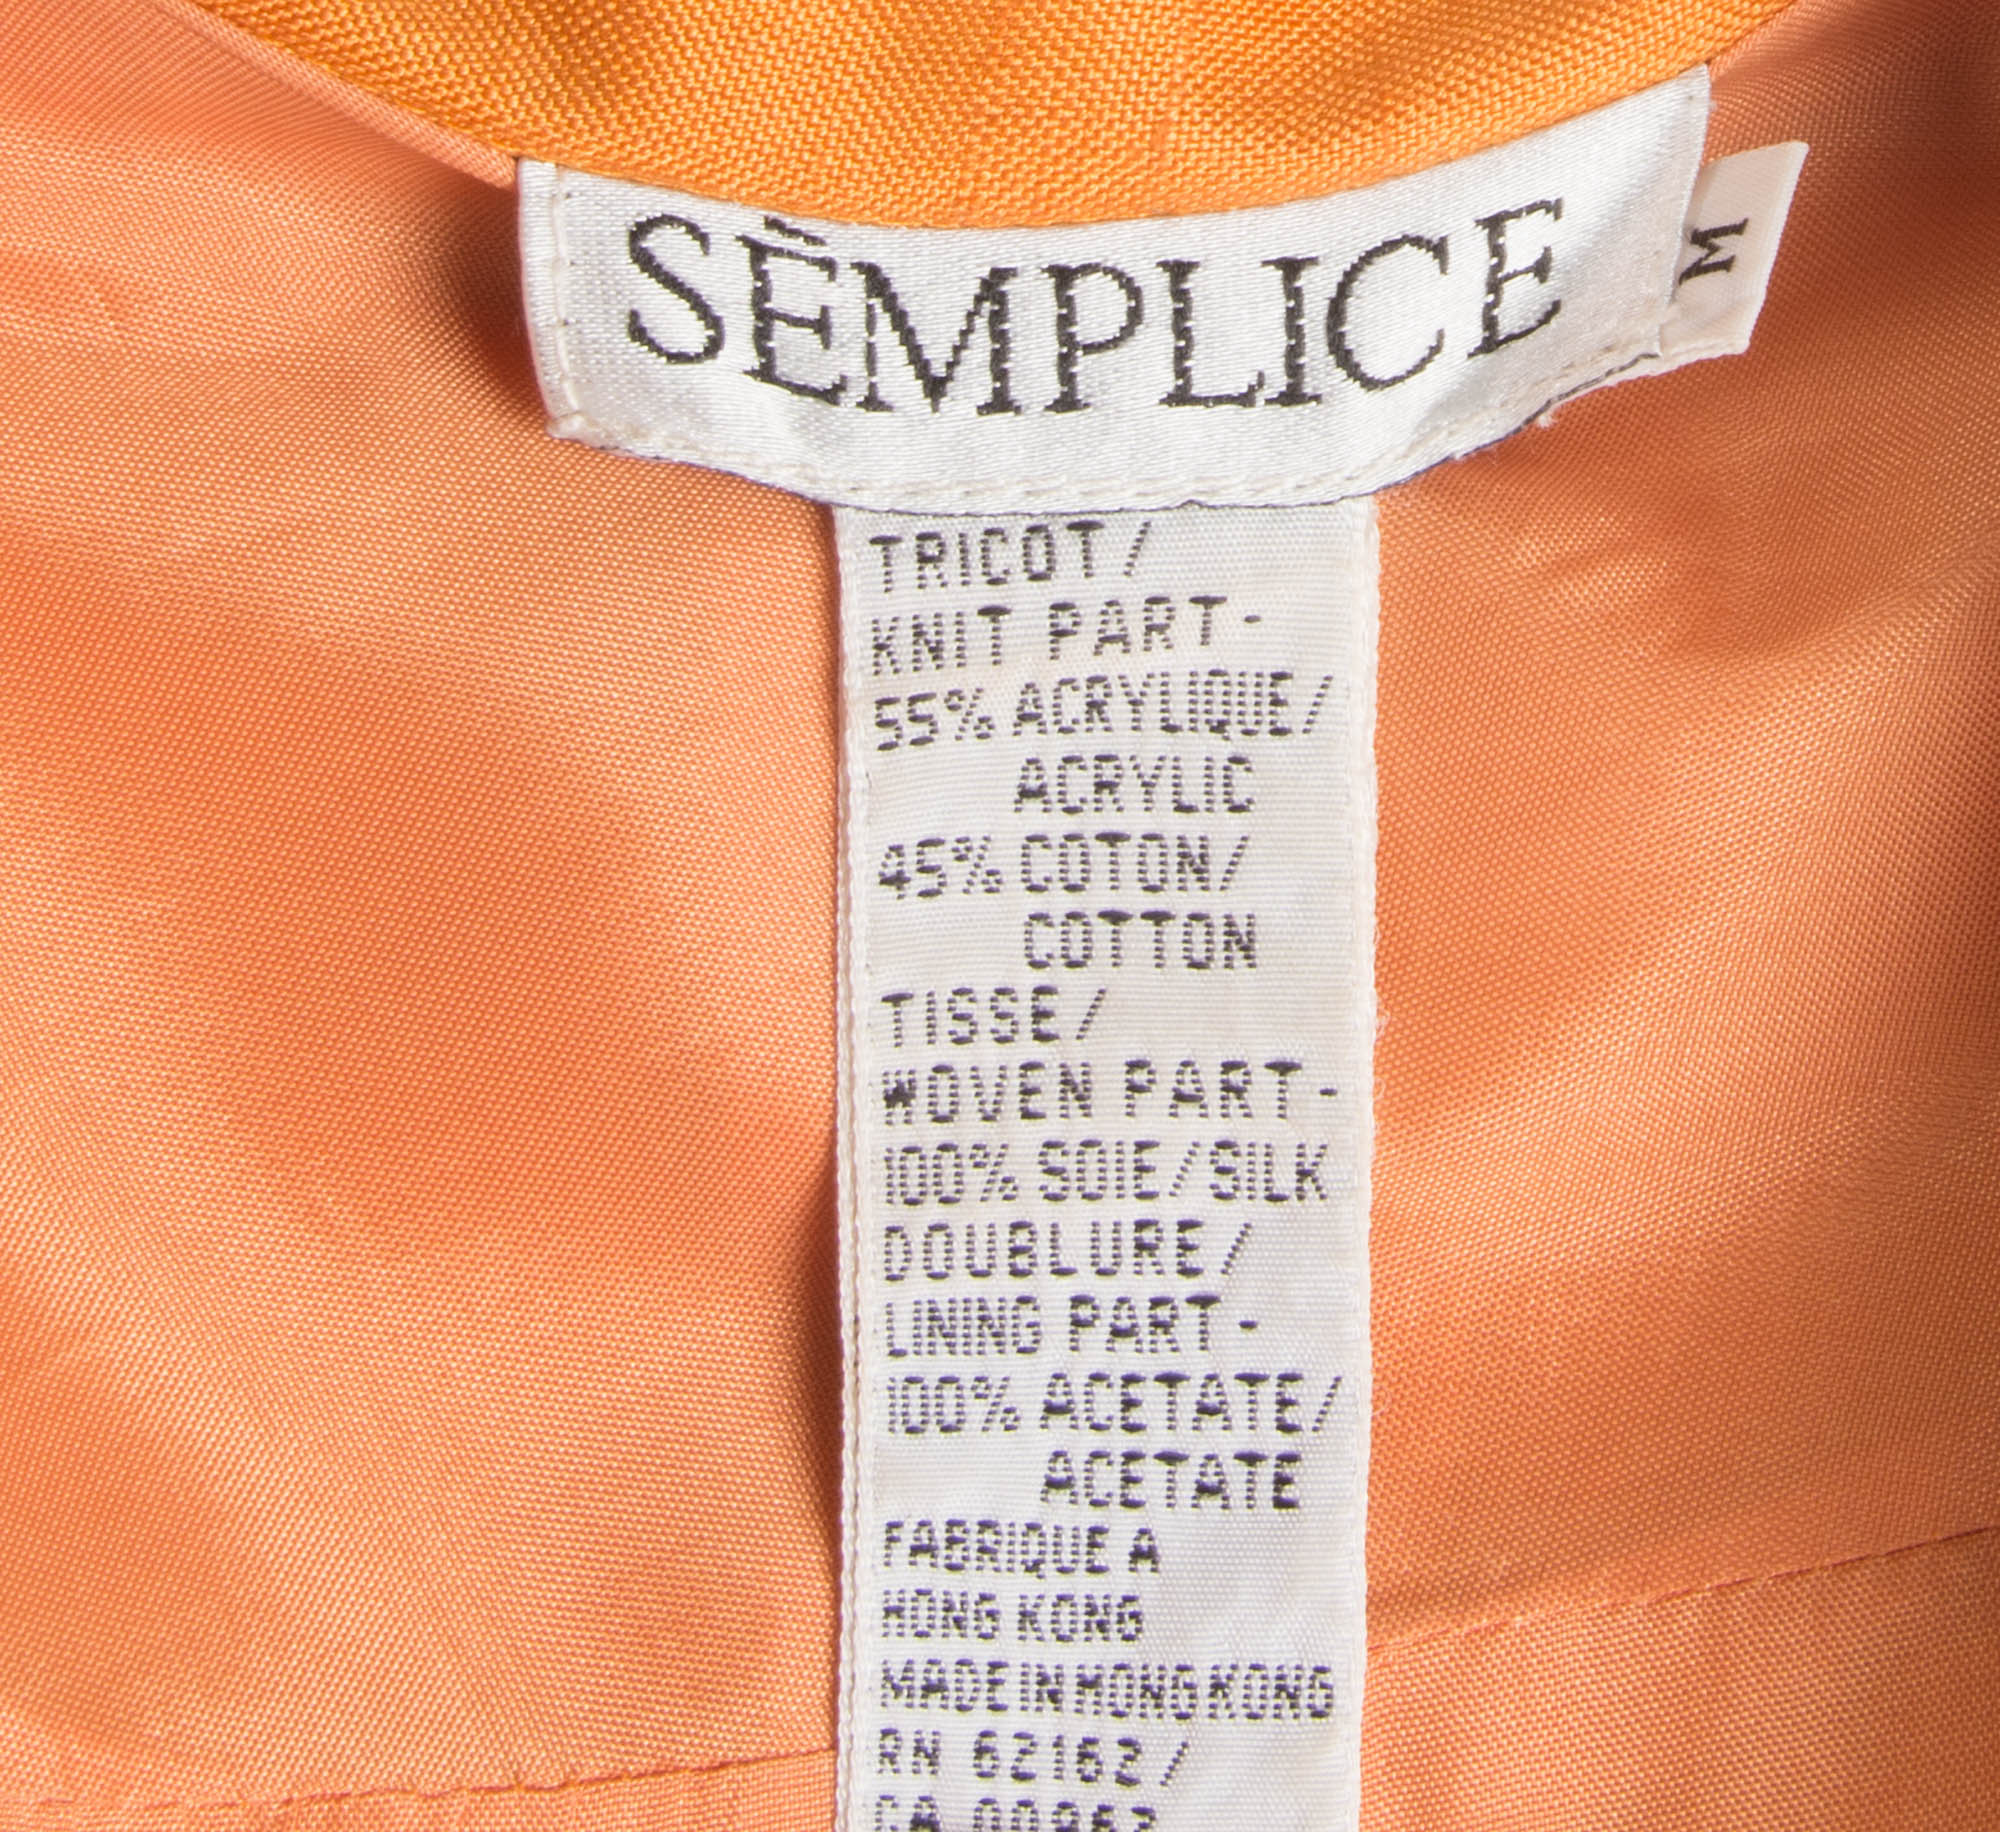 SÈMPLICE
M
TRICOT/
KNIT PART-
55% ACRYLIQUE/
ACRYLIC
45% COTON/
COTTON
TISSE/
WOVEN PART-
100% SOIE/SILK
DOUBLURE/
LINING PART-
100% ACETATE/
ACETATE
FABRIQUE A
HONG KONG
MADE IN HONG KONG
RN 62162/
CA